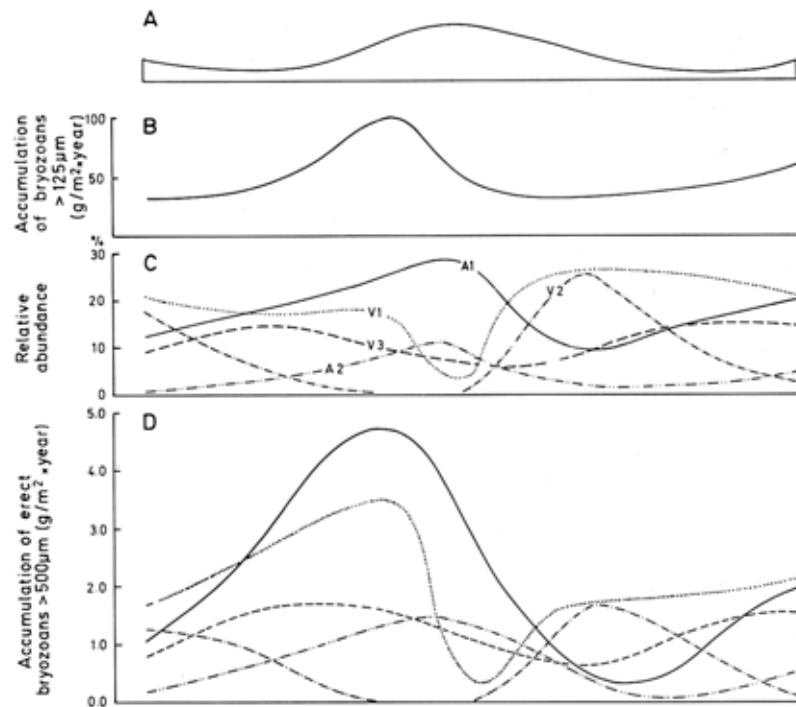 A
B
Accumulation
of bryozoans
> 125µm
(g/m²·year)
100
50
%
C
Relative
abundance
30
20
10
0
A1
V1
V2
V3
A2
D
Accumulation of erect
bryozoans > 500µm (g/m²·year)
5.0
4.0
3.0
2.0
1.0
0.0